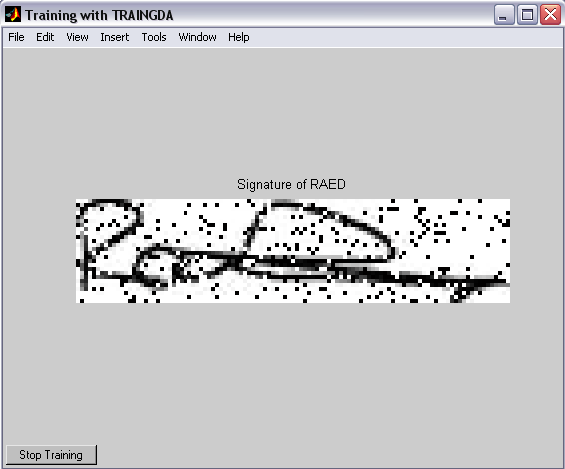 Training with TRAINGDA
File Edit View Insert Tools Window Help
Signature of RAED
Stop Training